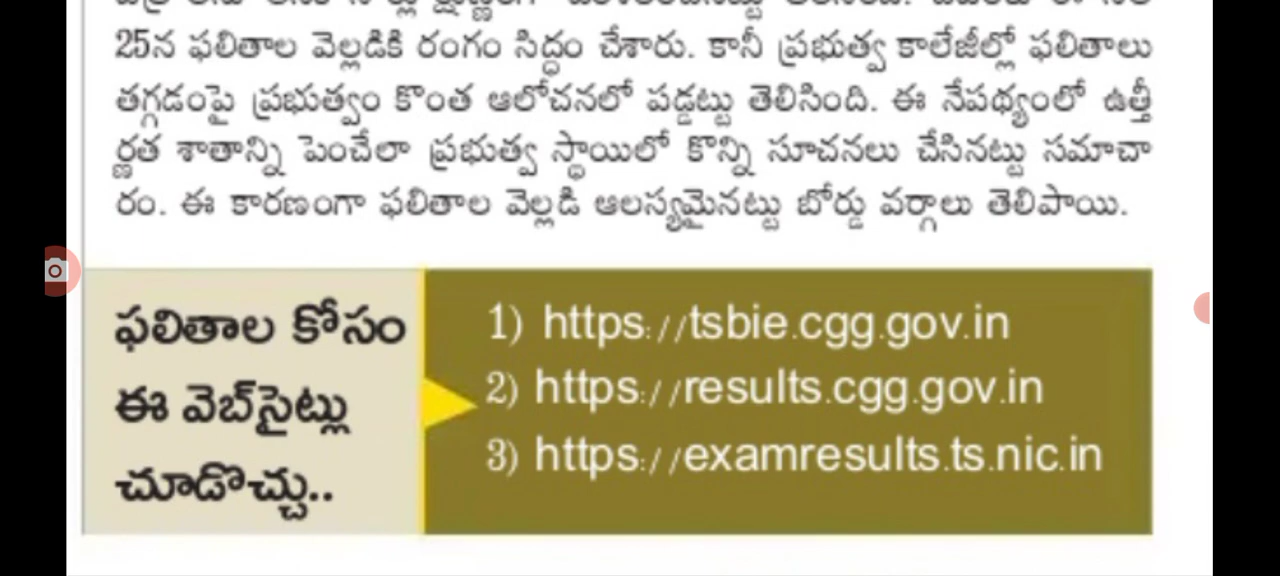 25న ఫలితాల వెల్లడికి రంగం సిద్ధం చేశారు. కానీ ప్రభుత్వ కాలేజీల్లో ఫలితాలు
తగ్గడంపై ప్రభుత్వం కొంత ఆలోచనలో పడ్డట్టు తెలిసింది. ఈ నేపథ్యంలో ఉత్తీ
ర్ణత శాతాన్ని పెంచేలా ప్రభుత్వ స్థాయిలో కొన్ని సూచనలు చేసినట్టు సమాచా
రం. ఈ కారణంగా ఫలితాల వెల్లడి ఆలస్యమైనట్టు బోర్డు వర్గాలు తెలిపాయి.
ఫలితాల కోసం
ఈ వెబ్‌సైట్లు
చూడొచ్చు..
1) https://tsbie.cgg.gov.in
2) https://results.cgg.gov.in
3) https://examresults.ts.nic.in